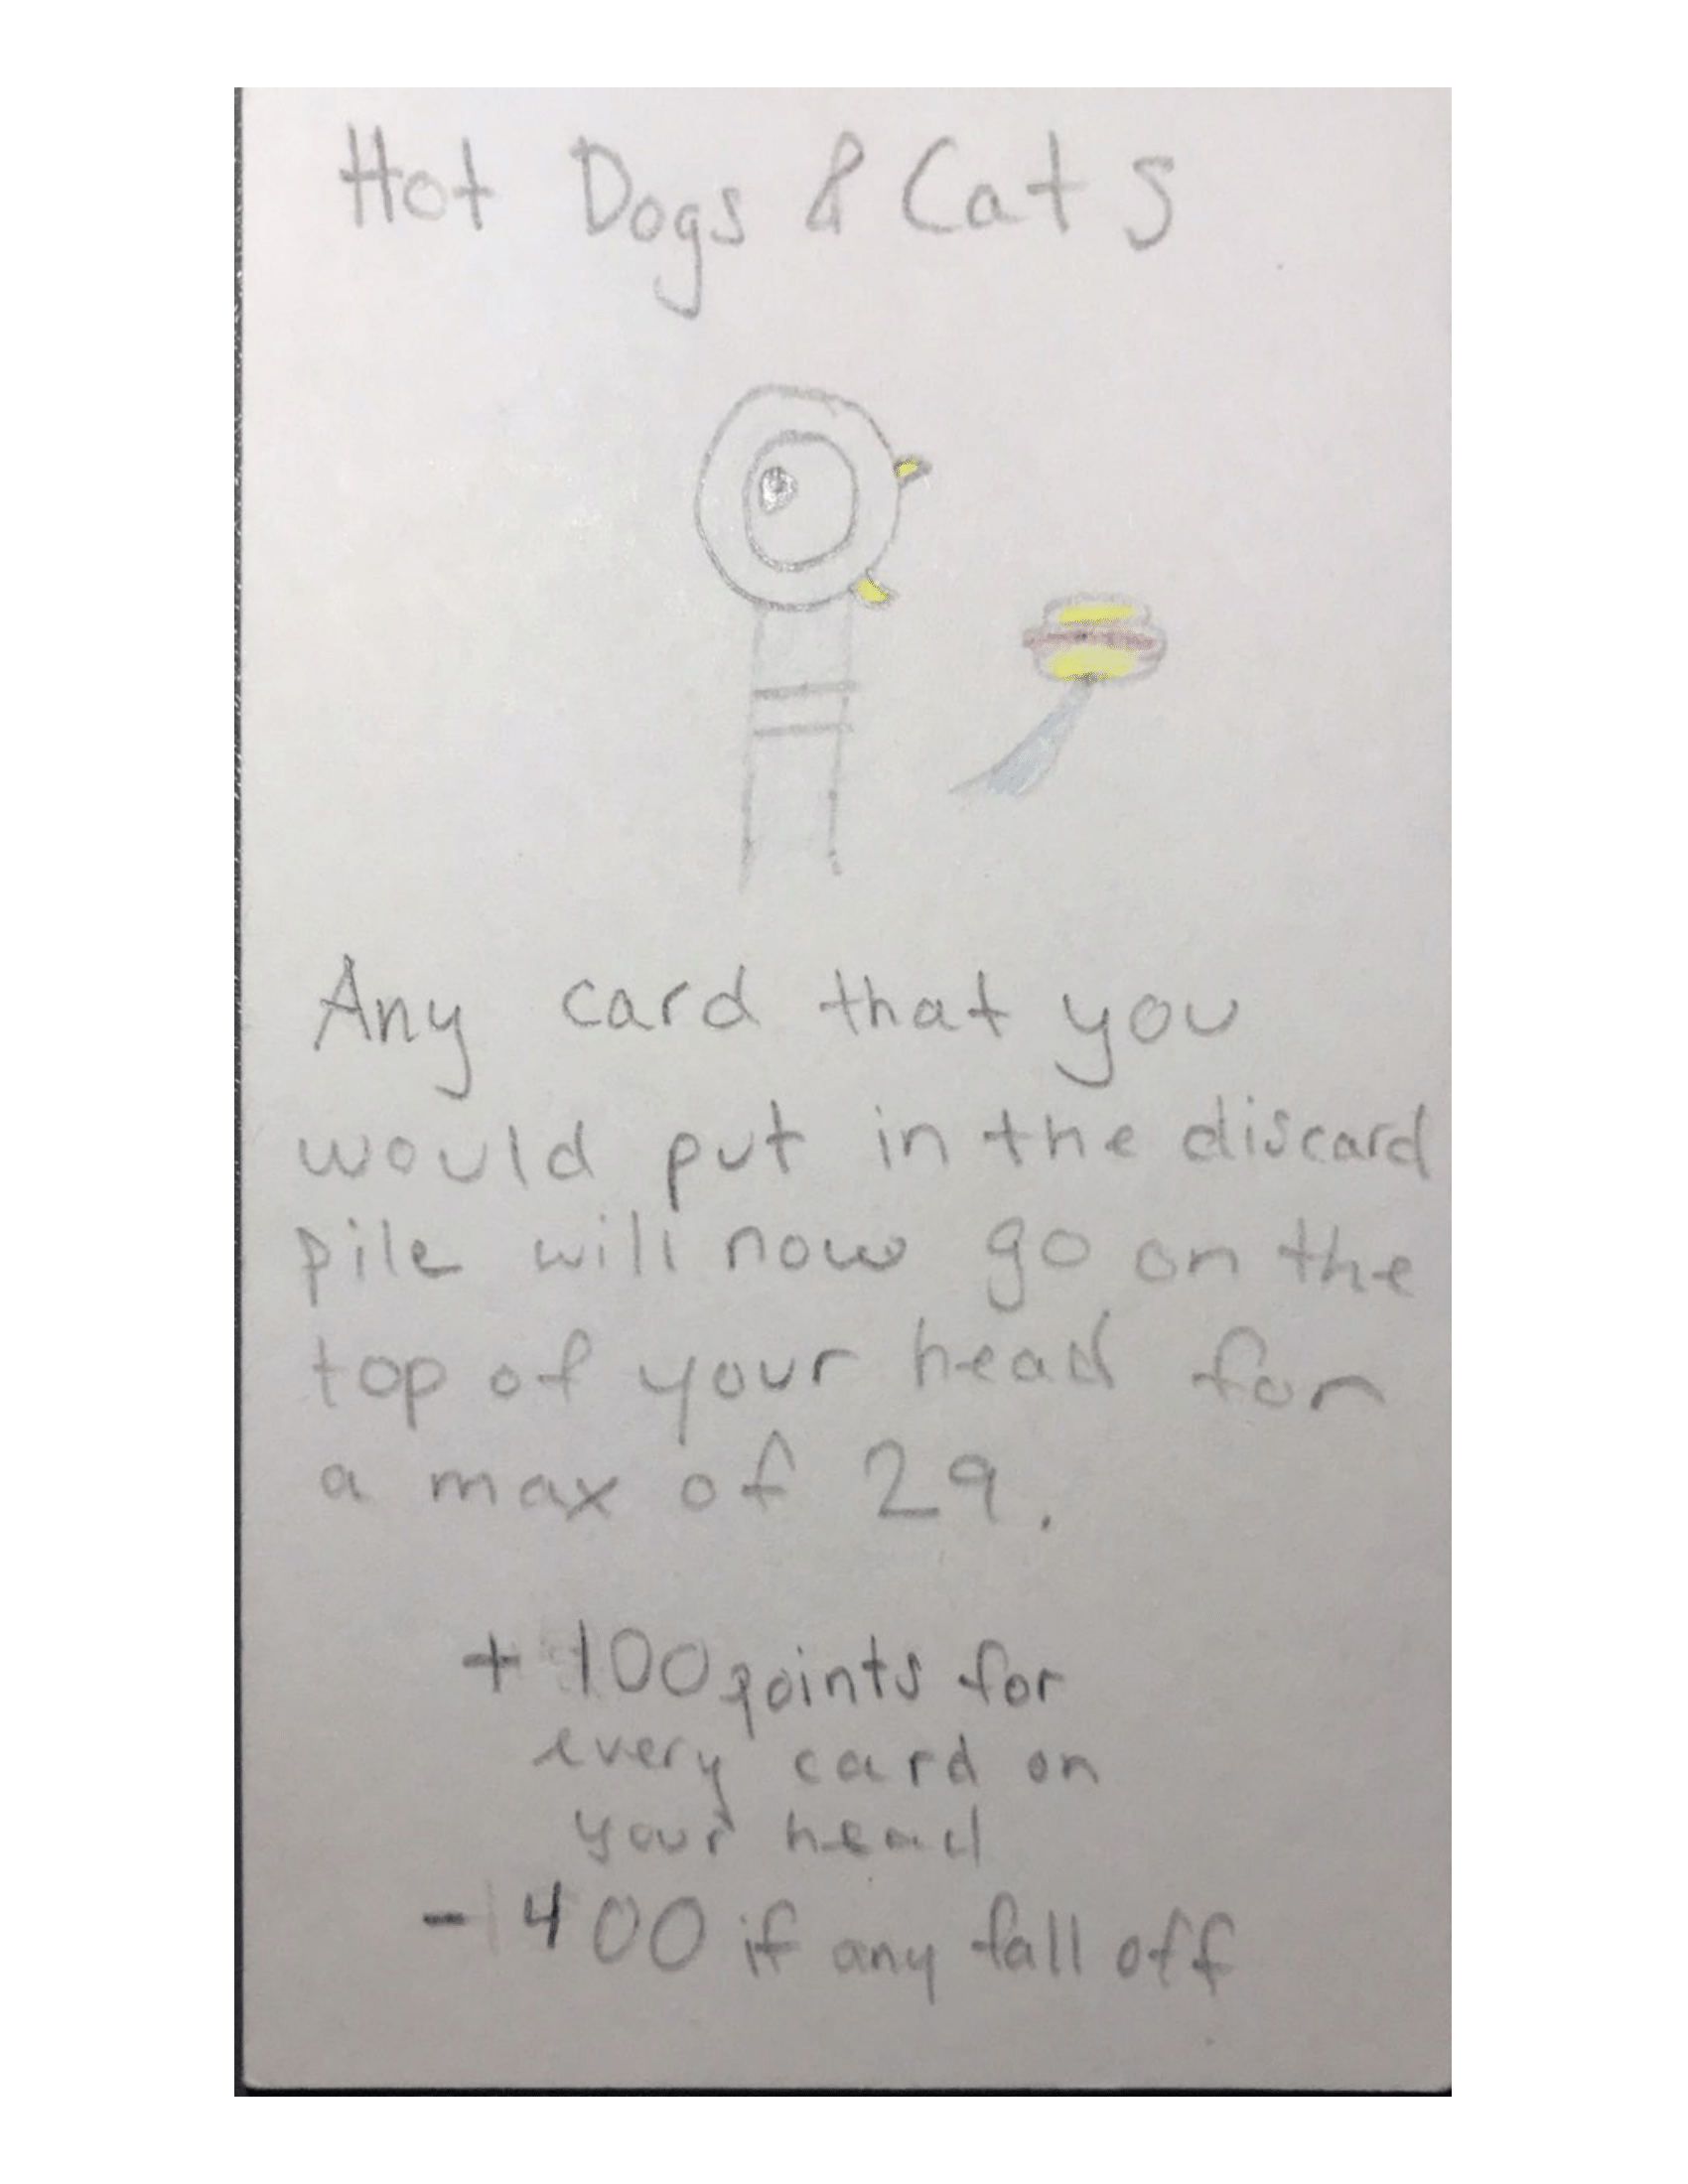 Hot Dogs & Cats
Any card that you
would put in the discard
pile will now go on the
top of your head for
a max of 29.
+ 100 points for
every card on
your head
- 400 if any fall off